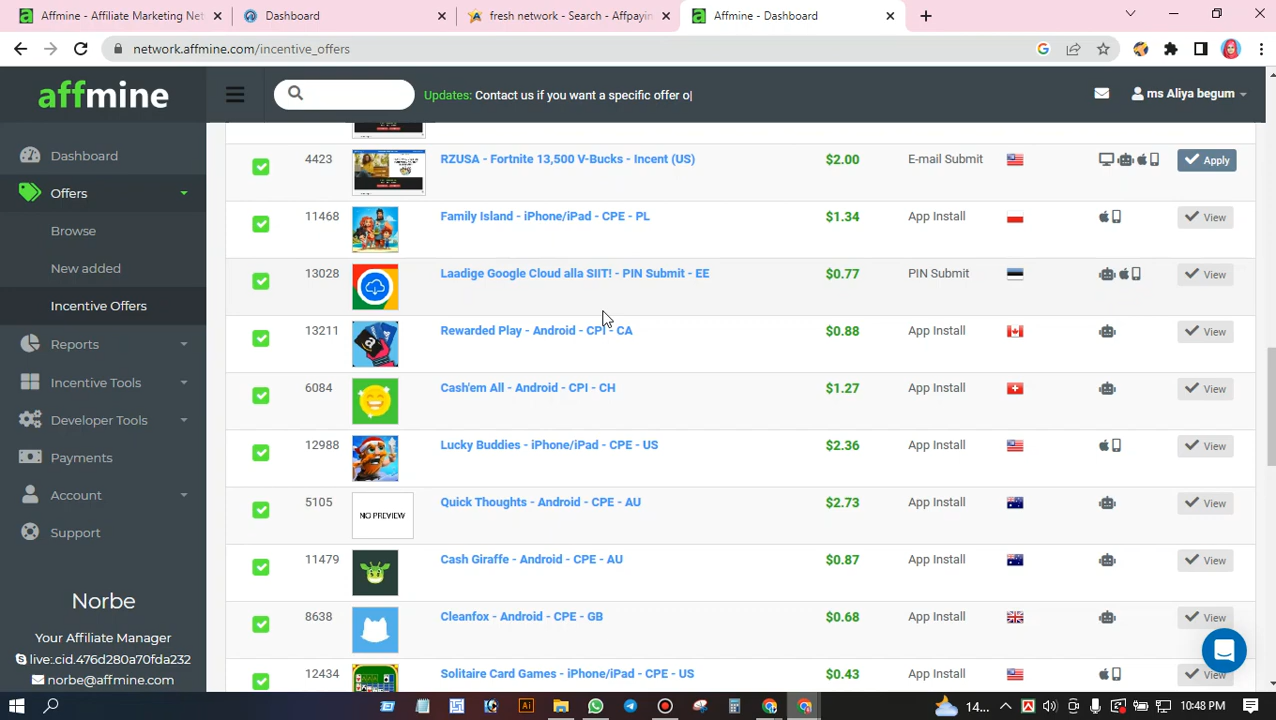 Affmine - Affiliate Marketing Net
Dashboard
fresh network - Search - Affpayin
Affmine - Dashboard
network.affmine.com/incentive_offers
affmine
Updates: Contact us if you want a specific offer o
ms Aliya begum
Dashboard
Offers
Browse
New added
Incentive Offers
Reports
Incentive Tools
Developer Tools
Payments
Account
Support
Norbe
Your Affiliate Manager
live:.cid.476d280a70fda232
norbe@affmine.com
4423 RZUSA - Fortnite 13,500 V-Bucks - Incent (US) $2.00 E-mail Submit Apply
11468 Family Island - iPhone/iPad - CPE - PL $1.34 App Install View
13028 Laadige Google Cloud alla SIIT! - PIN Submit - EE $0.77 PIN Submit View
13211 Rewarded Play - Android - CPI - CA $0.88 App Install View
6084 Cash'em All - Android - CPI - CH $1.27 App Install View
12988 Lucky Buddies - iPhone/iPad - CPE - US $2.36 App Install View
5105 NO PREVIEW Quick Thoughts - Android - CPE - AU $2.73 App Install View
11479 Cash Giraffe - Android - CPE - AU $0.87 App Install View
8638 Cleanfox - Android - CPE - GB $0.68 App Install View
12434 Solitaire Card Games - iPhone/iPad - CPE - US $0.43 App Install View
14...
10:48 PM